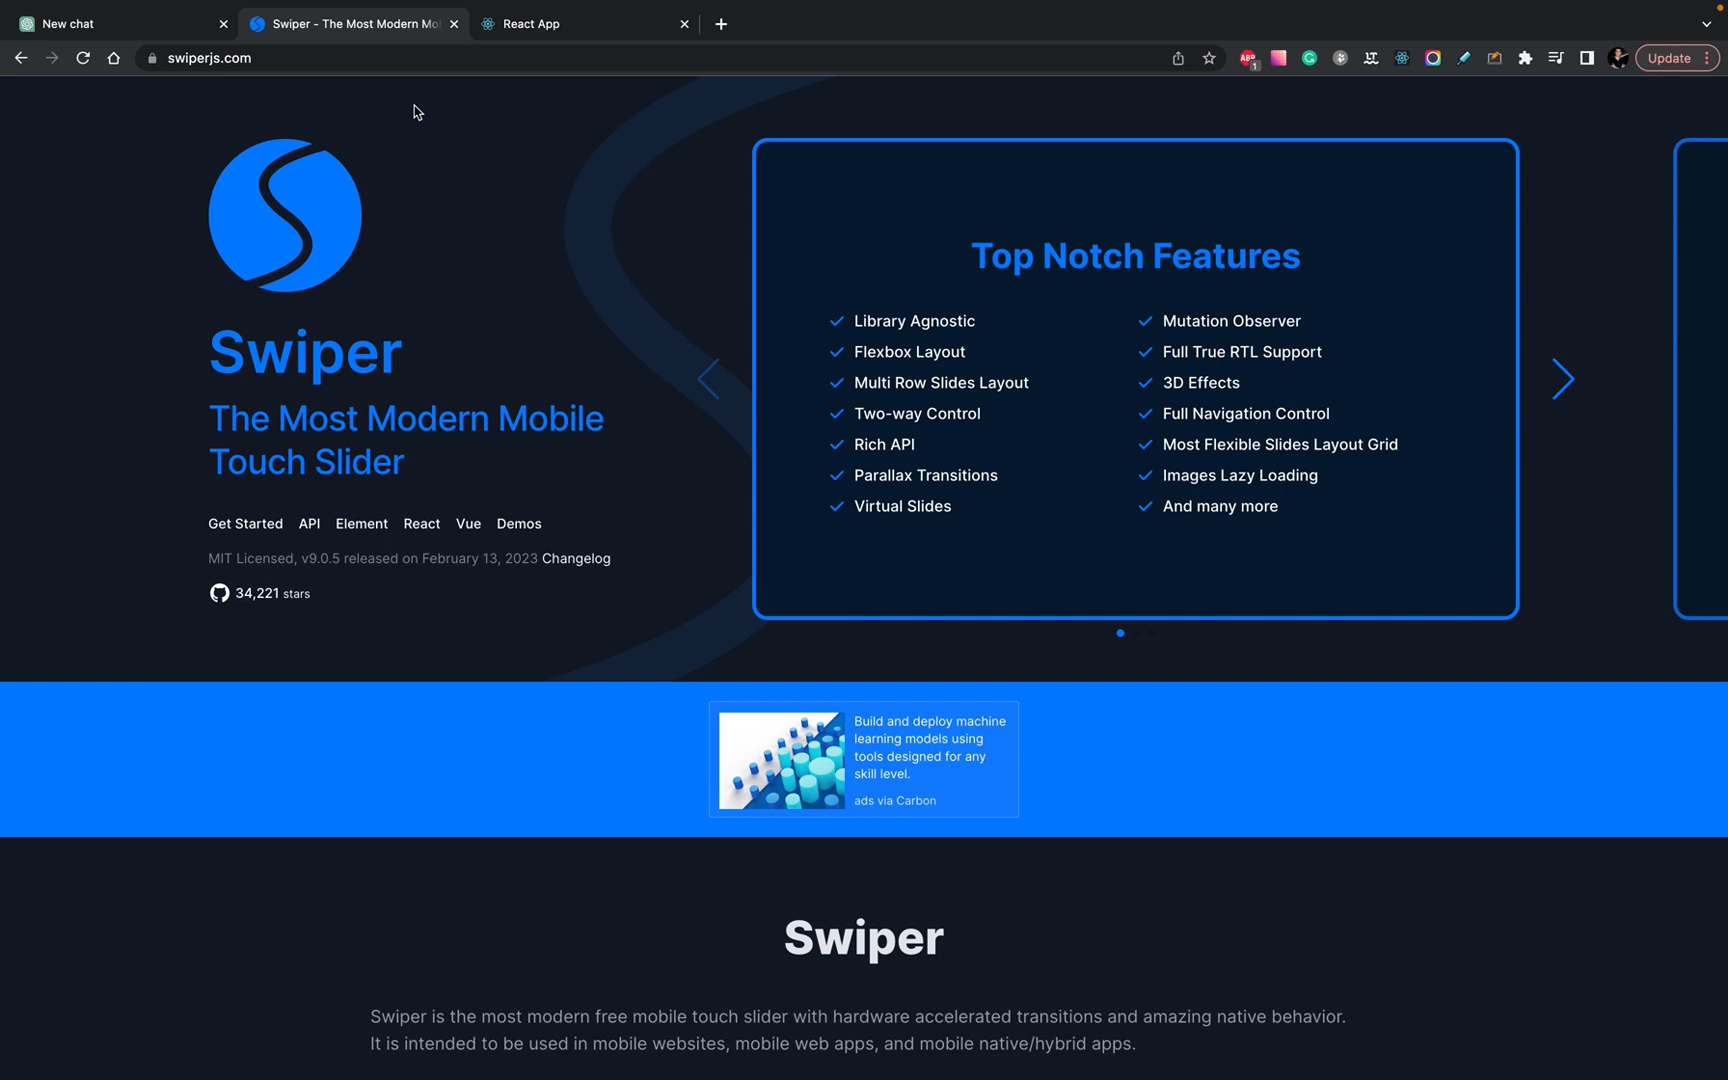 New chat
Swiper - The Most Modern Mo
React App
swiperjs.com
ABP
1
Update
Swiper
The Most Modern Mobile
Touch Slider
Get Started API Element React Vue Demos
MIT Licensed, v9.0.5 released on February 13, 2023 Changelog
34,221 stars
Top Notch Features
Library Agnostic
Flexbox Layout
Multi Row Slides Layout
Two-way Control
Rich API
Parallax Transitions
Virtual Slides
Mutation Observer
Full True RTL Support
3D Effects
Full Navigation Control
Most Flexible Slides Layout Grid
Images Lazy Loading
And many more
Build and deploy machine
learning models using
tools designed for any
skill level.
ads via Carbon
Swiper
Swiper is the most modern free mobile touch slider with hardware accelerated transitions and amazing native behavior.
It is intended to be used in mobile websites, mobile web apps, and mobile native/hybrid apps.